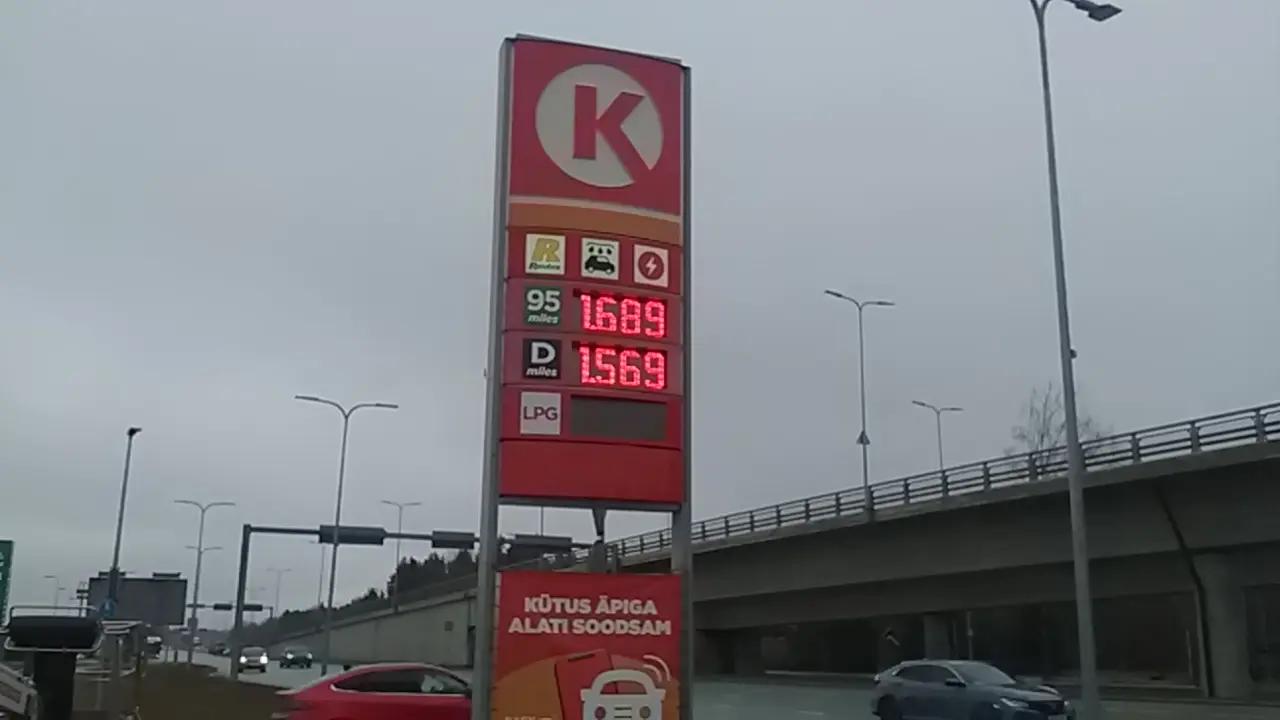 K
R
95
miles
1.689
D
miles
1.569
LPG
KÜTUS ÄPIGA
ALATI SOODSAM